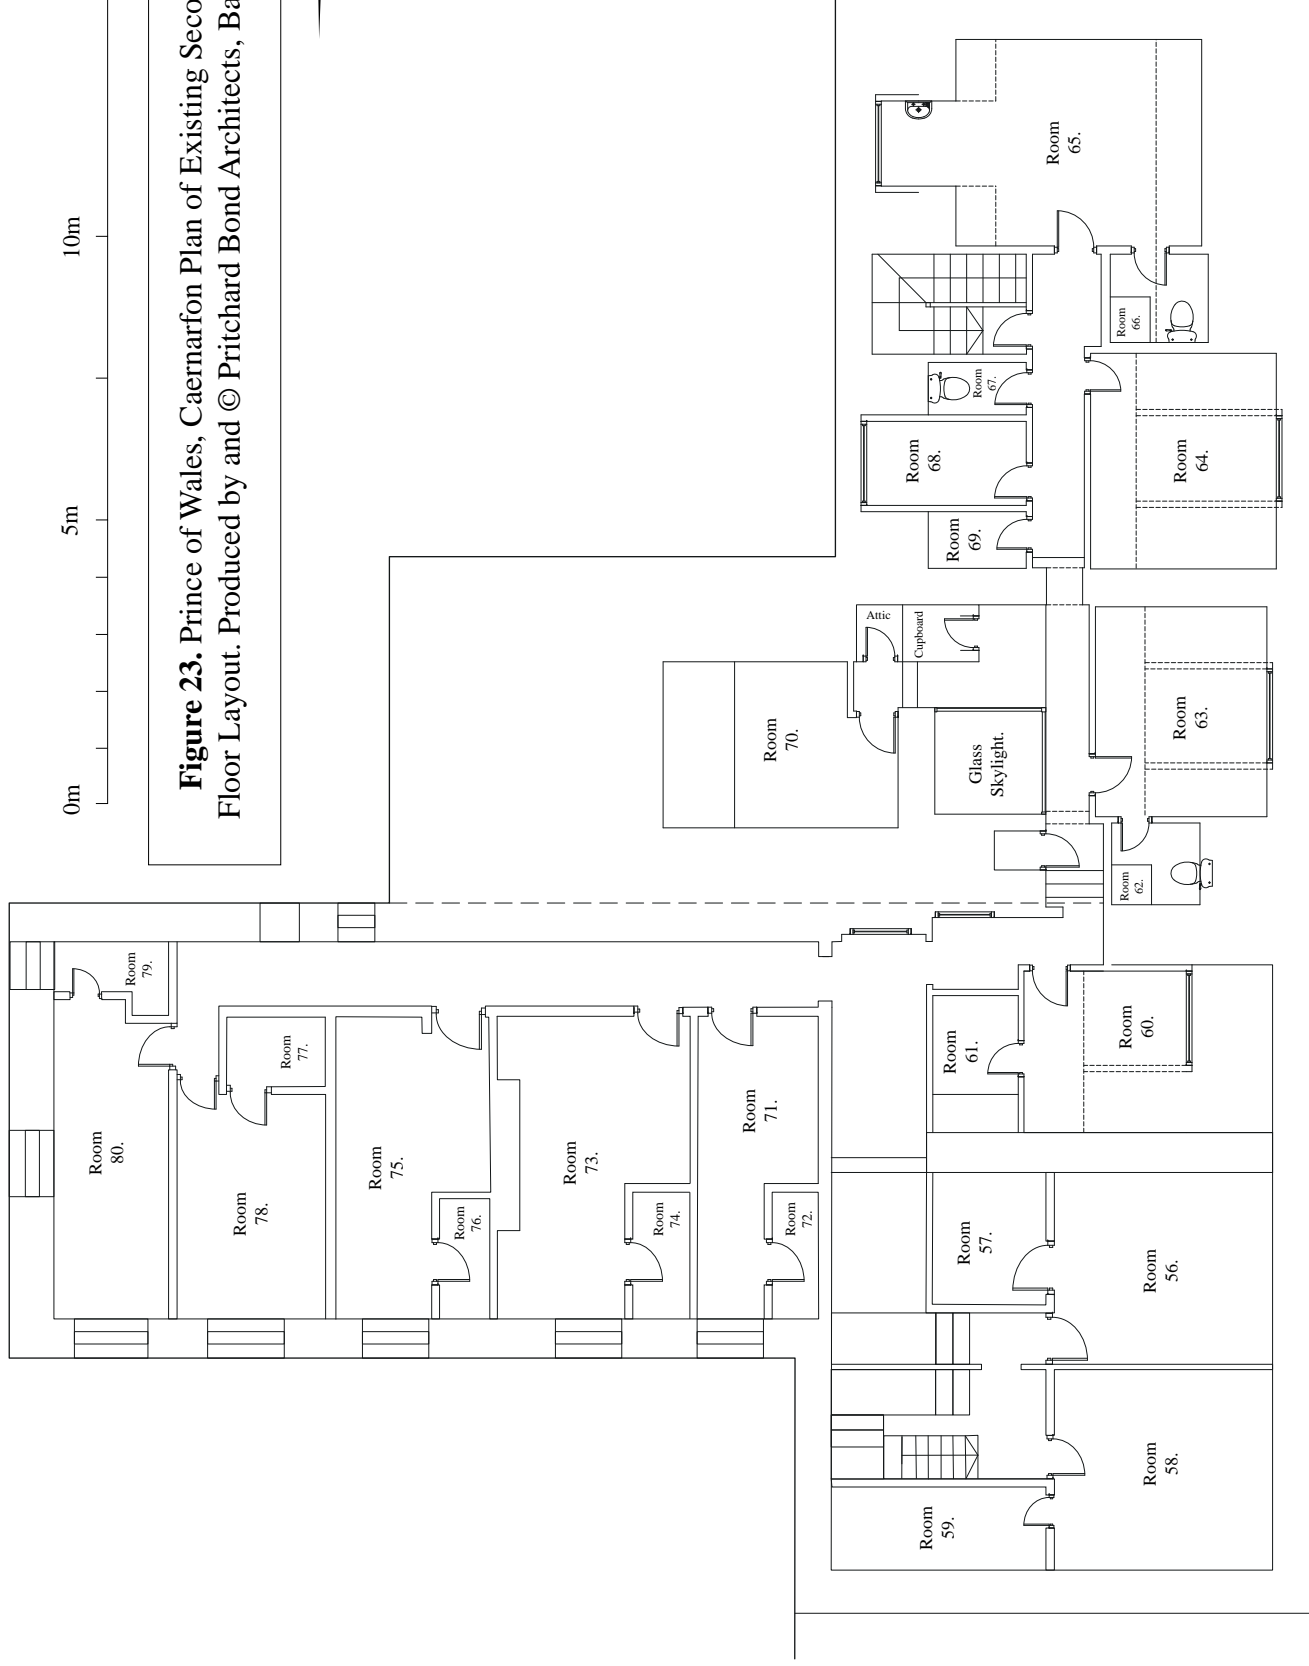 0m
5m
10m
Figure 23. Prince of Wales, Caernarfon Plan of Existing Seco
Floor Layout. Produced by and © Pritchard Bond Architects, Ba
Room
79.
Room
80.
Room
77.
Room
78.
Room
75.
Room
76.
Room
73.
Room
74.
Room
71.
Room
72.
Room
70.
Attic
Cupboard
Glass
Skylight.
Room
69.
Room
68.
Room
67.
Room
65.
Room
66.
Room
64.
Room
63.
Room
62.
Room
61.
Room
60.
Room
57.
Room
56.
Room
59.
Room
58.